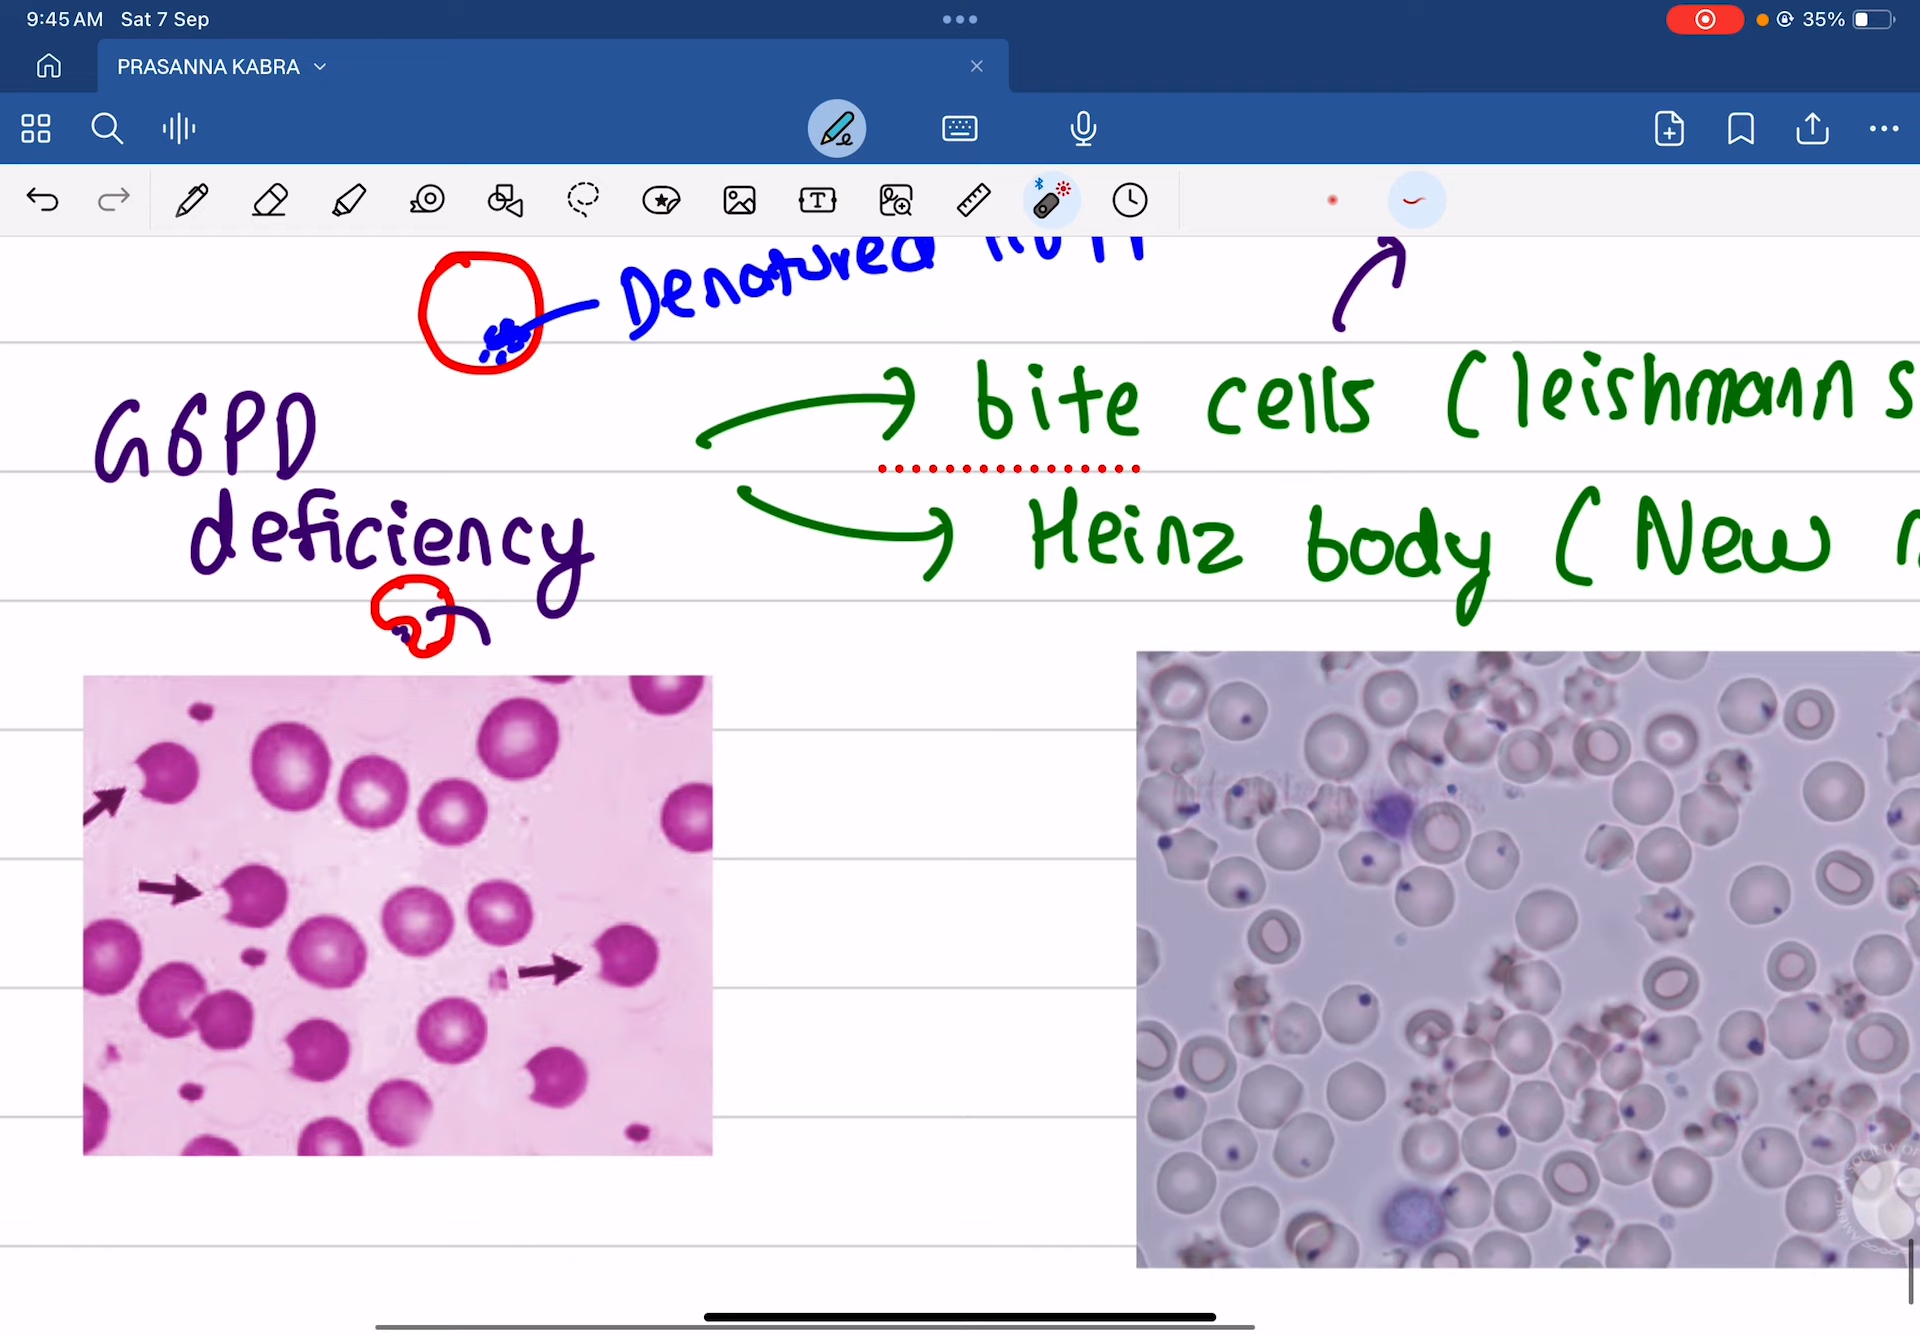 9:45 AM Sat 7 Sep
35%
PRASANNA KABRA
Denatured
bite cells (leishmann s
G6PD
deficiency
Heinz body (New